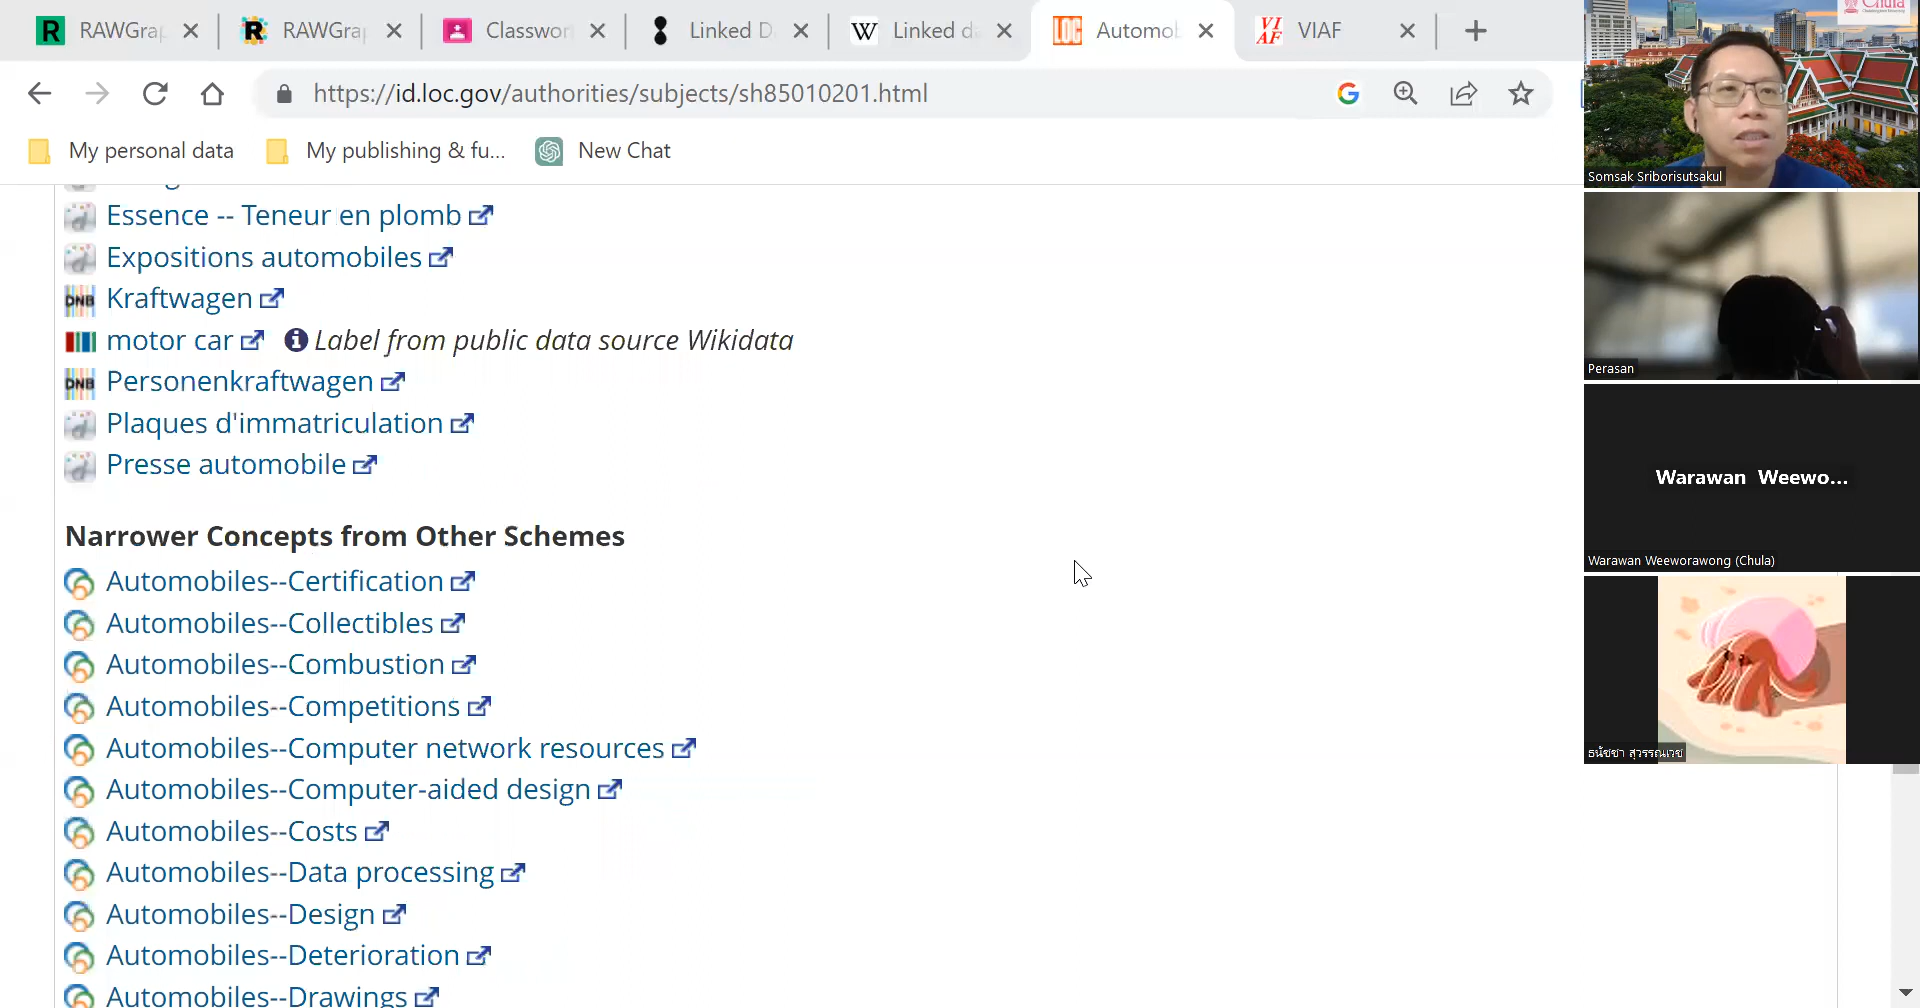 RAWGra
RAWGra
Classwor
Linked D
Linked d
Automob
VIAF
https://id.loc.gov/authorities/subjects/sh85010201.html
My personal data
My publishing & fu...
New Chat
Essence -- Teneur en plomb
Expositions automobiles
DNB Kraftwagen
motor car Label from public data source Wikidata
DNB Personenkraftwagen
Plaques d'immatriculation
Presse automobile
Narrower Concepts from Other Schemes
Automobiles--Certification
Automobiles--Collectibles
Automobiles--Combustion
Automobiles--Competitions
Automobiles--Computer network resources
Automobiles--Computer-aided design
Automobiles--Costs
Automobiles--Data processing
Automobiles--Design
Automobiles--Deterioration
Automobiles--Drawings
Chula
Somsak Sriborisutsakul
Perasan
Warawan Weewo...
Warawan Weeworawong (Chula)
ธนัชชา สุวรรณเวช